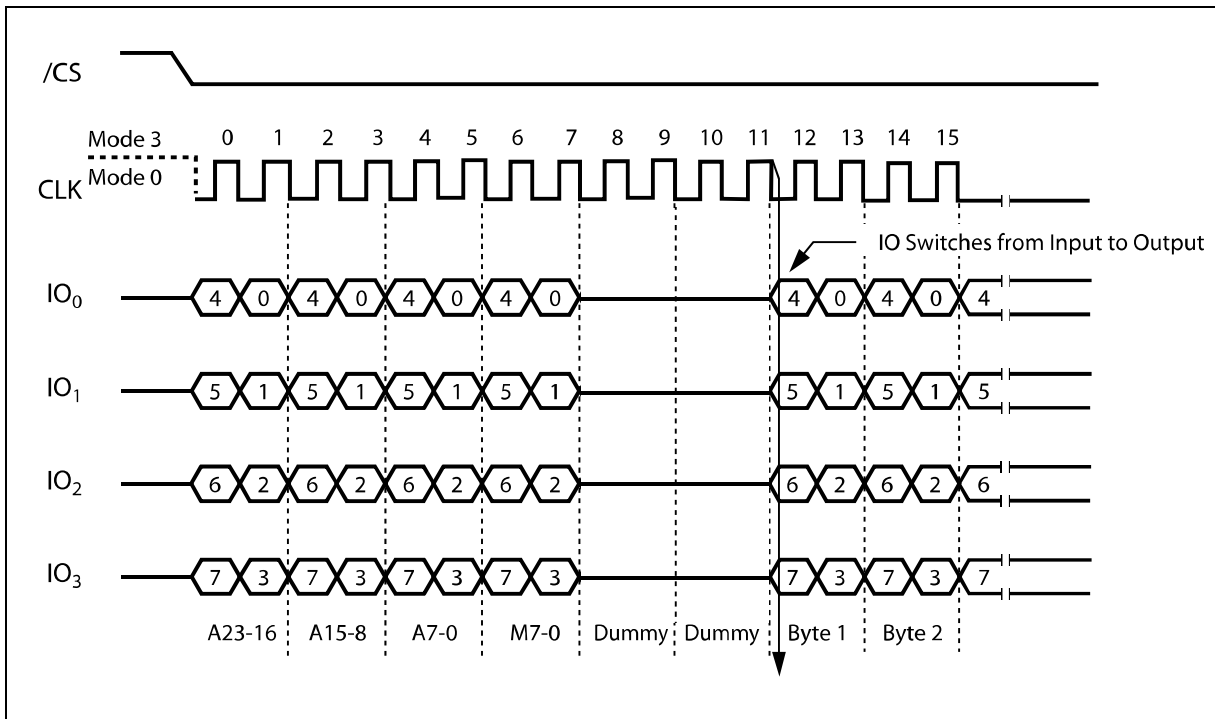 /CS
Mode 3
0 1 2 3 4 5 6 7 8 9 10 11 12 13 14 15
CLK
Mode 0
IO Switches from Input to Output
IO0 4 0 4 0 4 0 4 0 4 0 4 0 4
IO1 5 1 5 1 5 1 5 1 5 1 5 1 5
IO2 6 2 6 2 6 2 6 2 6 2 6 2 6
IO3 7 3 7 3 7 3 7 3 7 3 7 3 7
A23-16 A15-8 A7-0 M7-0 Dummy Dummy Byte 1 Byte 2